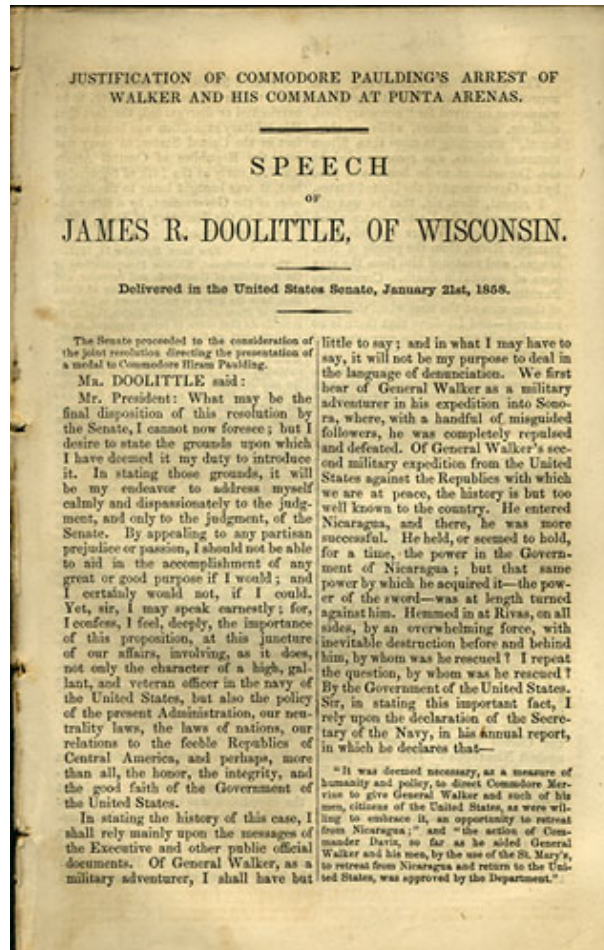 JUSTIFICATION OF COMMODORE PAULDING'S ARREST OF
WALKER AND HIS COMMAND AT PUNTA ARENAS.
SPEECH
OF
JAMES R. DOOLITTLE, OF WISCONSIN.
Delivered in the United States Senate, January 21st, 1858.
The Senate proceeded to the consideration of
the joint resolution directing the presentation of
a medal to Commodore Hiram Paulding.
MR. DOOLITTLE said:
Mr. President: What may be the
final disposition of this resolution by
the Senate, I cannot now foresee; but I
desire to state the grounds upon which
I have deemed it my duty to introduce
it. In stating those grounds, it will
be my endeavor to address myself
calmly and dispassionately to the judg-
ment, and only to the judgment, of the
Senate. By appealing to any partisan
prejudice or passion, I should not be able
to aid in the accomplishment of any
great or good purpose if I would; and
I certainly would not, if I could.
Yet, sir, I may speak earnestly; for,
I confess, I feel, deeply, the importance
of this proposition, at this juncture
of our affairs, involving, as it does,
not only the character of a high, gal-
lant, and veteran officer in the navy of
the United States, but also the policy
of the present Administration, our neu-
trality laws, the laws of nations, our
relations to the feeble Republics of
Central America, and perhaps, more
than all, the honor, the integrity, and
the good faith of the Government of
the United States.
In stating the history of this case, I
shall rely mainly upon the messages of
the Executive and other public official
documents. Of General Walker, as a
military adventurer, I shall have but
little to say; and in what I may have to
say, it will not be my purpose to deal in
the language of denunciation. We first
hear of General Walker as a military
adventurer in his expedition into Sono-
ra, where, with a handful of misguided
followers, he was completely repulsed
and defeated. Of General Walker's sec-
ond military expedition from the United
States against the Republics with which
we are at peace, the history is but too
well known to the country. He entered
Nicaragua, and there, he was more
successful. He held, or seemed to hold,
for a time, the power in the Govern-
ment of Nicaragua; but that same
power by which he acquired it—the pow-
er of the sword—was at length turned
against him. Hemmed in at Rivas, on all
sides, by an overwhelming force, with
inevitable destruction before and behind
him, by whom was he rescued? I repeat
the question, by whom was he rescued?
By the Government of the United States.
Sir, in stating this important fact, I
rely upon the declaration of the Secre-
tary of the Navy, in his annual report,
in which he declares that—
"It was deemed necessary, as a measure of
humanity and policy, to direct Commodore Mer-
vine to give General Walker and such of his
men, citizens of the United States, as were wil-
ling to embrace it, an opportunity to retreat
from Nicaragua;" and "the action of Com-
mander Davis, so far as he aided General
Walker and his men, by the use of the St. Mary's,
to retreat from Nicaragua and return to the Uni-
ted States, was approved by the Department."